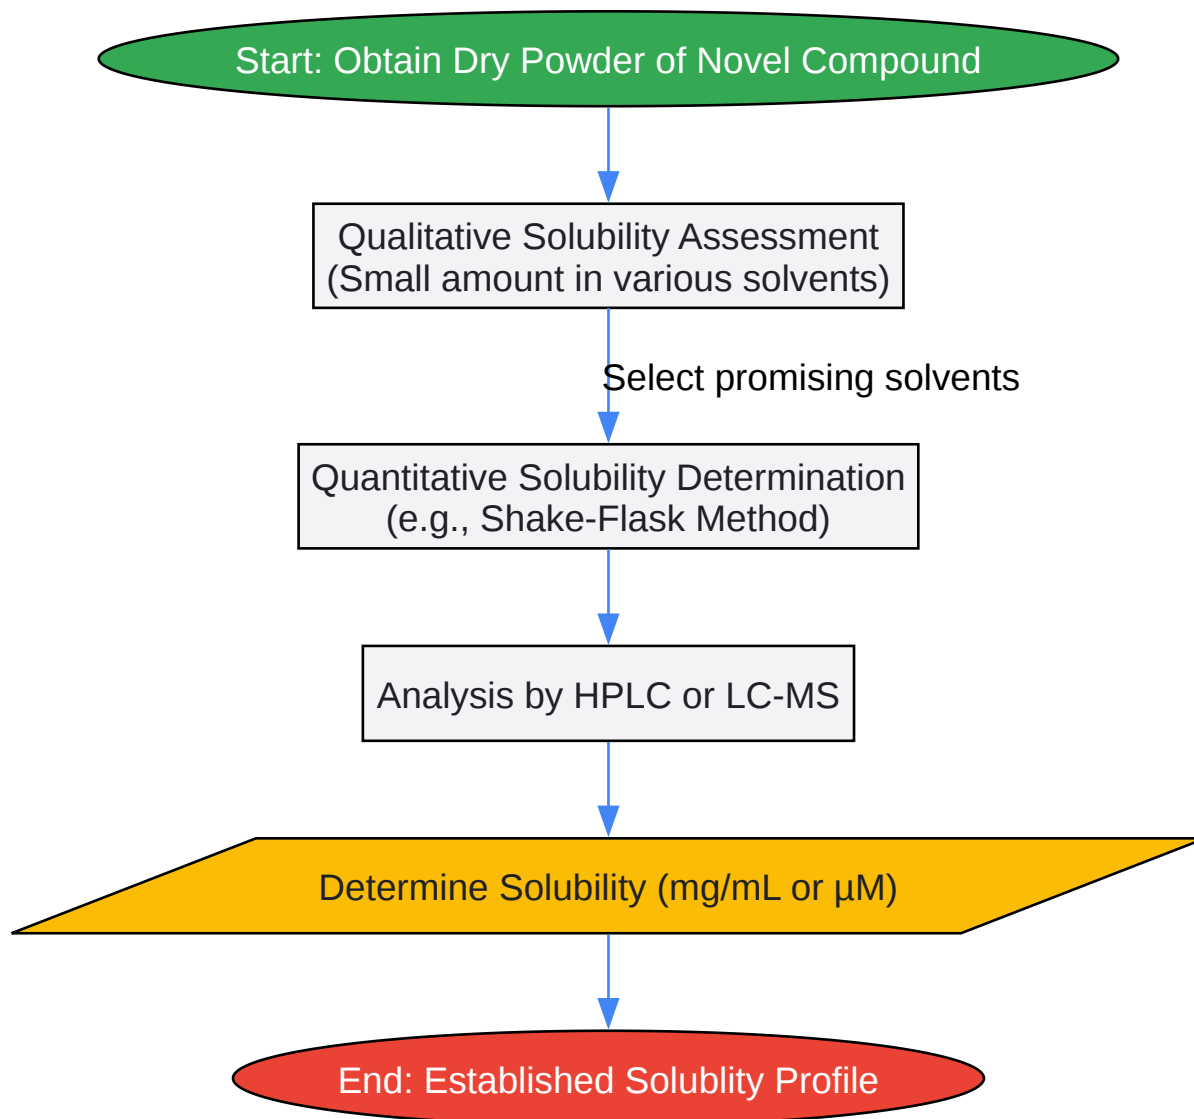 Start: Obtain Dry Powder of Novel Compound
Qualitative Solubility Assessment
(Small amount in various solvents)
Select promising solvents
Quantitative Solubility Determination
(e.g., Shake-Flask Method)
Analysis by HPLC or LC-MS
Determine Solubility (mg/mL or µM)
End: Established Solublity Profile